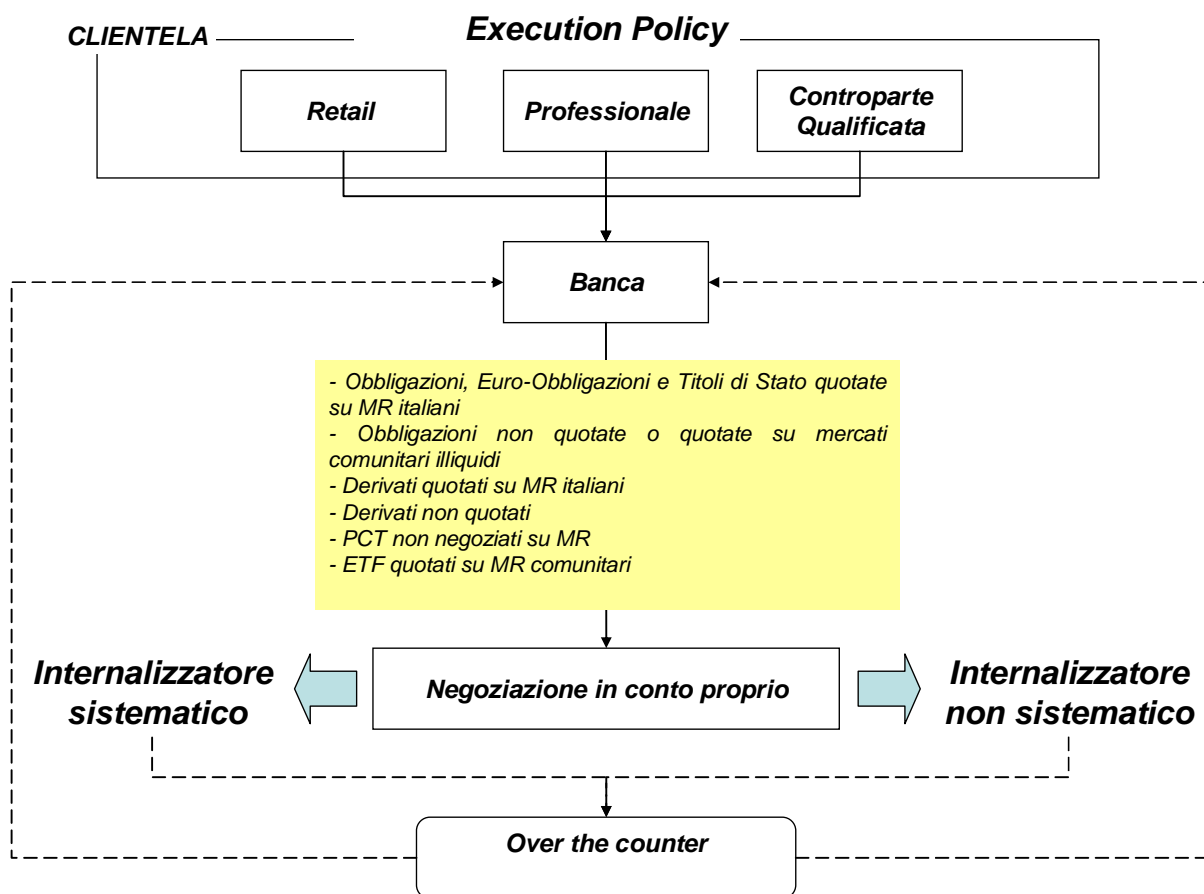 Execution Policy
CLIENTELA
Retail
Professionale
Controparte
Qualificata
Banca
- Obbligazioni, Euro-Obbligazioni e Titoli di Stato quotate
su MR italiani
- Obbligazioni non quotate o quotate su mercati
comunitari illiquidi
- Derivati quotati su MR italiani
- Derivati non quotati
- PCT non negoziati su MR
- ETF quotati su MR comunitari
Internalizzatore
sistematico
Negoziazione in conto proprio
Internalizzatore
non sistematico
Over the counter